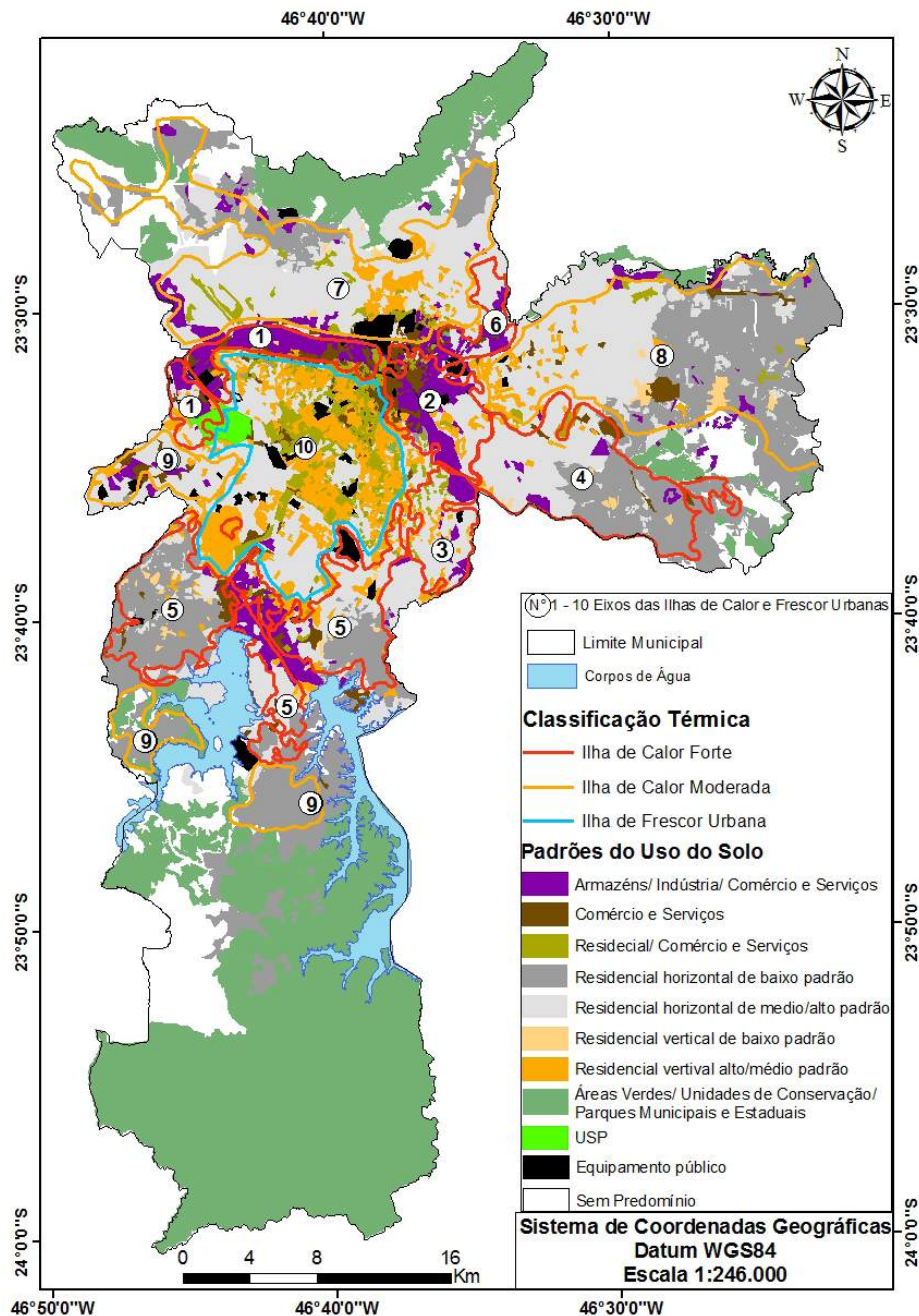 46°40'0"W
46°30'0"W
N
W
E
S
7
23°30'0"S
23°30'0"S
6
1
8
2
1
10
9
4
3
N° 1 - 10 Eixos das Ilhas de Calor e Frescor Urbanas
5
5
23°40'0"S
23°40'0"S
Limite Municipal
Corpos de Água
5
Classificação Térmica
9
Ilha de Calor Forte
Ilha de Calor Moderada
9
Ilha de Frescor Urbana
Padrões do Uso do Solo
Armazéns/ Indústria/ Comércio e Serviços
Comércio e Serviços
23°50'0"S
23°50'0"S
Residecial/ Comércio e Serviços
Residencial horizontal de baixo padrão
Residencial horizontal de medio/alto padrão
Residencial vertical de baixo padrão
Residencial vertival alto/médio padrão
Áreas Verdes/ Unidades de Conservação/
Parques Municipais e Estaduais
USP
Equipamento público
Sem Predomínio
24°0'0"S
24°0'0"S
Sistema de Coordenadas Geográficas
Datum WGS84
Escala 1:246.000
0 4 8 16
Km
46°50'0"W
46°40'0"W
46°30'0"W